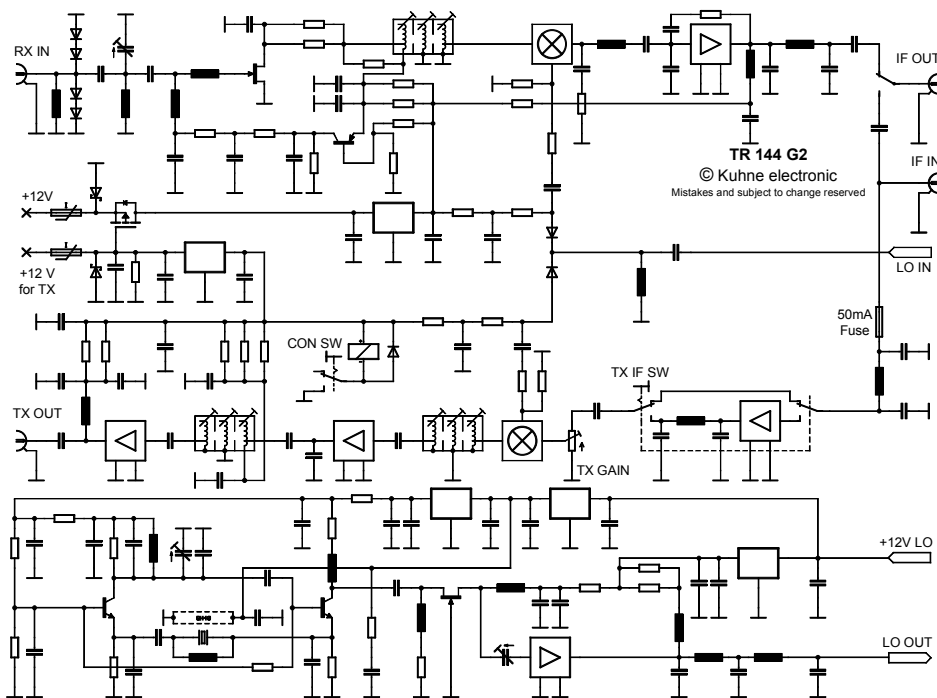 RX IN
IF OUT
TR 144 G2
© Kuhne electronic
Mistakes and subject to change reserved
IF IN
+12V
+12 V
for TX
LO IN
50mA
Fuse
CON SW
TX IF SW
TX OUT
TX GAIN
+12V LO
LO OUT